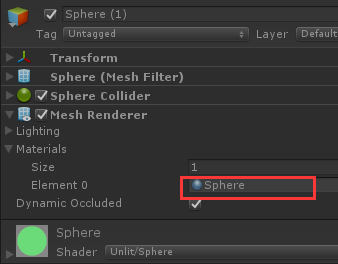 Sphere (1)
Tag Untagged Layer Default
Transform
Sphere (Mesh Filter)
Sphere Collider
Mesh Renderer
Lighting
Materials
Size 1
Element 0 Sphere
Dynamic Occluded
Sphere
Shader Unlit/Sphere